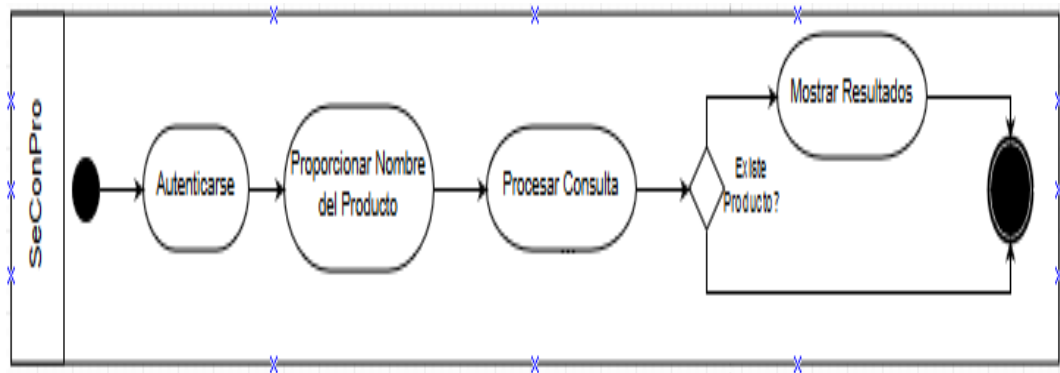 SeConPro
Autenticarse
Proporcionar Nombre
del Producto
Procesar Consulta
Existe
Producto?
Mostrar Resultados